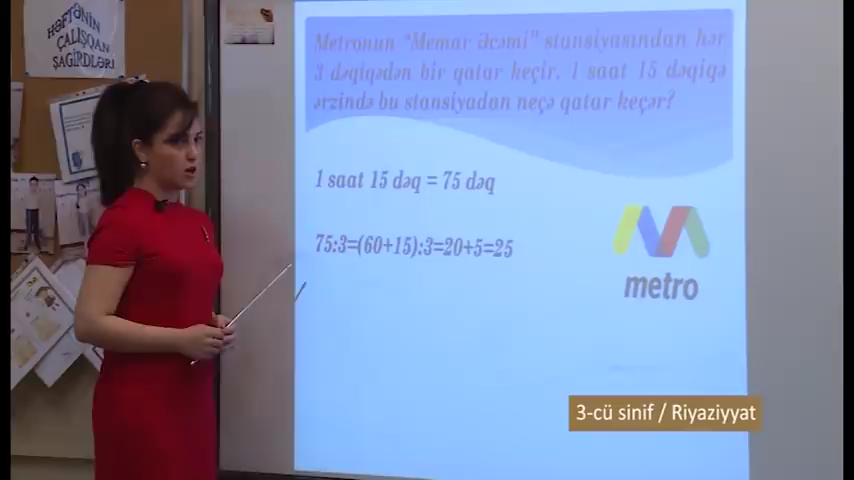 HƏFTƏNİN
ÇALIŞQAN
ŞAGİRDLƏRİ
Metronun “Memar Əcəmi” stansiyasından hər
3 dəqiqədən bir qatar keçir. 1 saat 15 dəqiqə
ərzində bu stansiyadan neçə qatar keçər?
1 saat 15 dəq = 75 dəq
75:3=(60+15):3=20+5=25
metro
3-cü sinif / Riyaziyyat